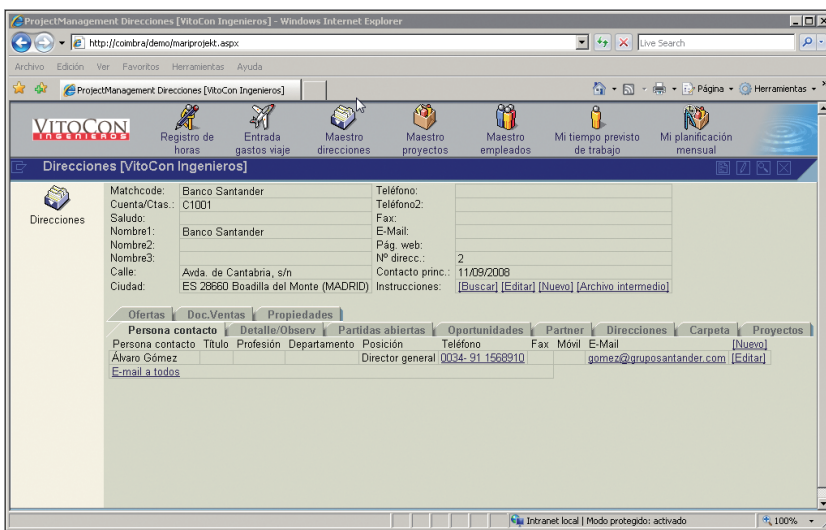 ProjectManagement Direcciones [VitoCon Ingenieros] - Windows Internet Explorer
http://coimbra/demo/mariprojekt.aspx
Live Search
Archivo Edición Ver Favoritos Herramientas Ayuda
ProjectManagement Direcciones [VitoCon Ingenieros]
Página Herramientas
VITOCON
INGENIEROS
Registro de horas
Entrada gastos viaje
Maestro direcciones
Maestro proyectos
Maestro empleados
Mi tiempo previsto de trabajo
Mi planificación mensual
Direcciones [VitoCon Ingenieros]
Direcciones
Matchcode: Banco Santander Teléfono:
Cuenta/Ctas.: C1001 Teléfono2:
Saludo: Fax:
Nombre1: Banco Santander E-Mail:
Nombre2: Pág. web:
Nombre3: Nº direcc.: 2
Calle: Avda. de Cantabria, s/n Contacto princ.: 11/09/2008
Ciudad: ES 28660 Boadilla del Monte (MADRID) Instrucciones: [Buscar] [Editar] [Nuevo] [Archivo intermedio]
Ofertas Doc.Ventas Propiedades
Persona contacto Detalle/Observ Partidas abiertas Oportunidades Partner Direcciones Carpeta Proyectos
Persona contacto Título Profesión Departamento Posición Teléfono Fax Móvil E-Mail [Nuevo]
Álvaro Gómez Director general 0034- 91 1568910 gomez@gruposantander.com [Editar]
E-mail a todos
Intranet local | Modo protegido: activado 100%